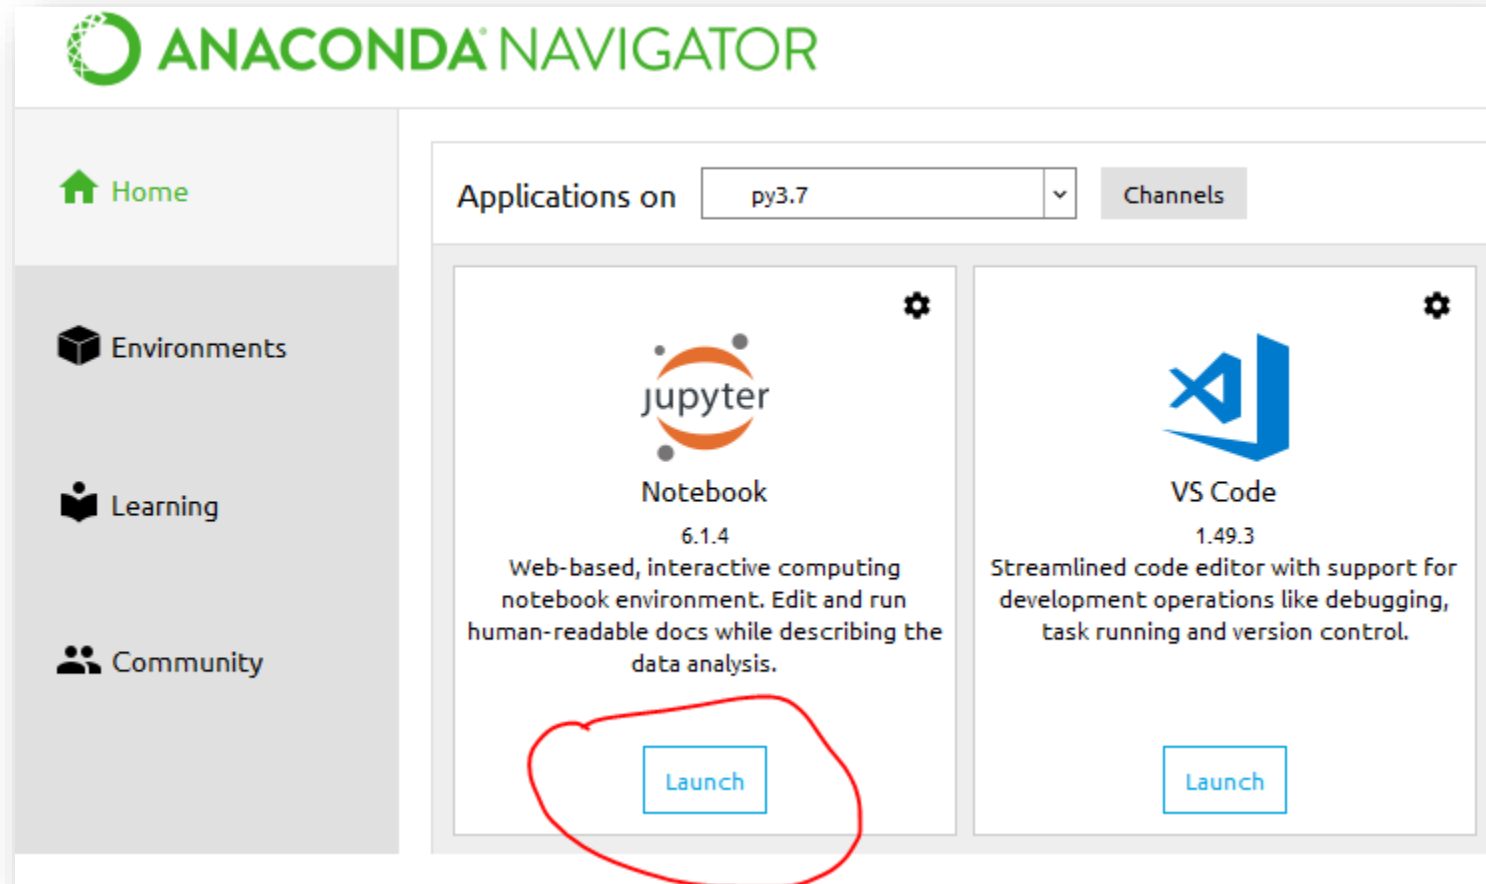 ANACONDA NAVIGATOR
Home
Applications on py3.7 Channels
Environments
Learning
Community
jupyter
Notebook
6.1.4
Web-based, interactive computing
notebook environment. Edit and run
human-readable docs while describing the
data analysis.
Launch
VS Code
1.49.3
Streamlined code editor with support for
development operations like debugging,
task running and version control.
Launch